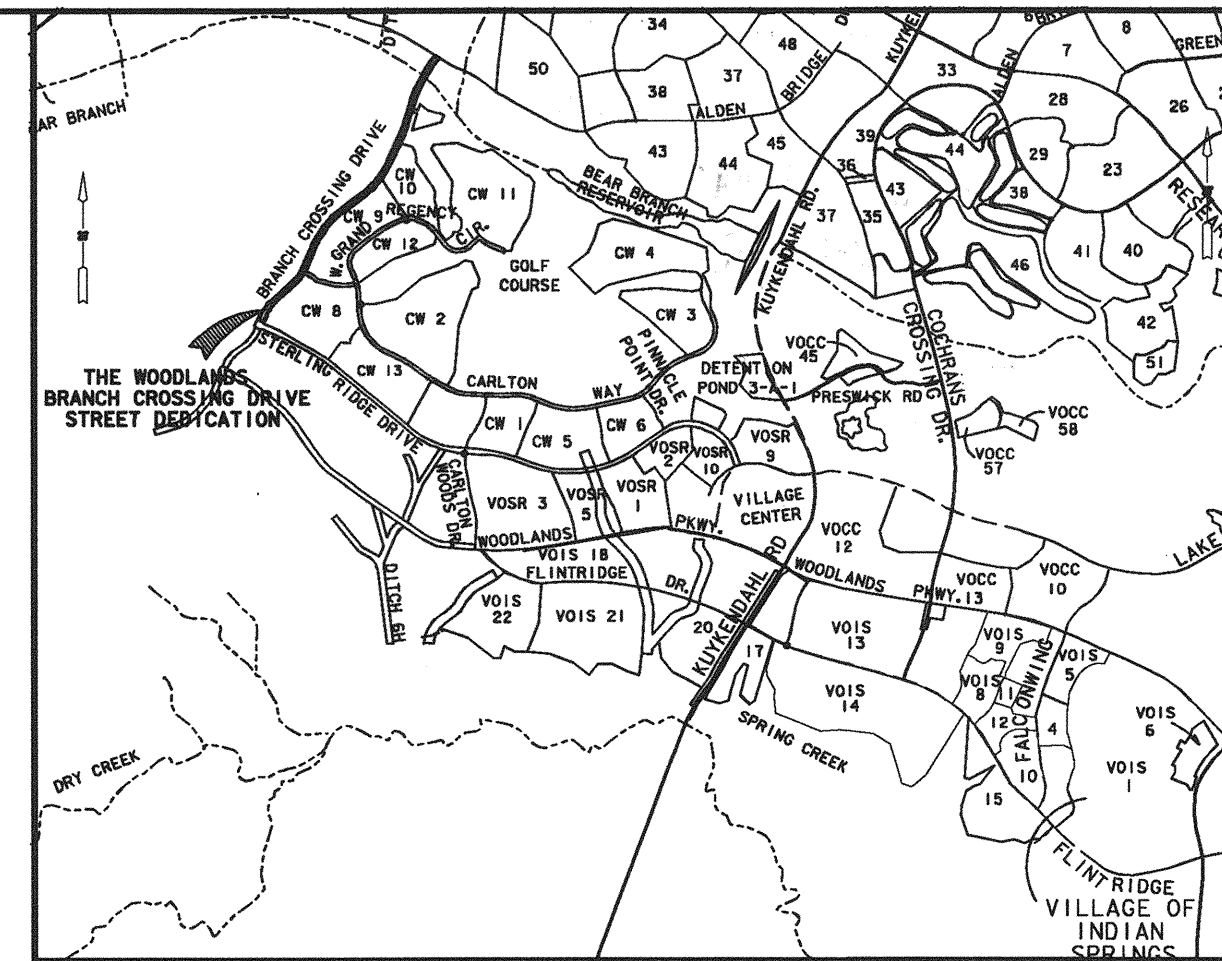 34
48
BRIDGE
50
38
37
ALDEN
43
44
45
KUYKEN
33
ALDEN
7
8
GREEN
28
26
39
44
29
23
36
37
35
43
38
41
40
46
42
51
BRANCH CROSSING DRIVE
CW 10
CW 11
REGENCY
CIR.
CW 9
W. GRAND
CW 12
BEAR BRANCH
RESERVOIR
CW 4
KUYKENDAHL RD.
GOLF
COURSE
CW 8
CW 2
CW 3
PINNACLE
POINT DR.
VOCC
45
COCHRANS
CROSSING DR.
DETENTION
POND 3-A-1
PRESWICK RD
THE WOODLANDS
BRANCH CROSSING DRIVE
STREET DEDICATION
STERLING RIDGE DRIVE
CW 13
CARLTON
WAY
CW 1
CW 5
CW 6
VOSR
2
VOSR
10
VOSR
9
VOCC
58
VOCC
57
CARLTON
WOODS DR.
VOSR 3
VOSR
5
VOSR
1
VILLAGE
CENTER
WOODLANDS
PKWY.
VOCC
12
LAKE
VOIS 18
FLINTRIDGE
DR.
KUYKENDAHL RD
WOODLANDS
PKWY.
VOCC
13
VOCC
10
DITCH 6H
VOIS
22
VOIS 21
20
17
VOIS
13
VOIS
9
VOIS
5
VOIS
8
11
FALCONWING
VOIS
14
12
4
10
VOIS
6
VOIS
1
15
SPRING CREEK
DRY CREEK
FLINTRIDGE
VILLAGE OF
INDIAN
SPRINGS